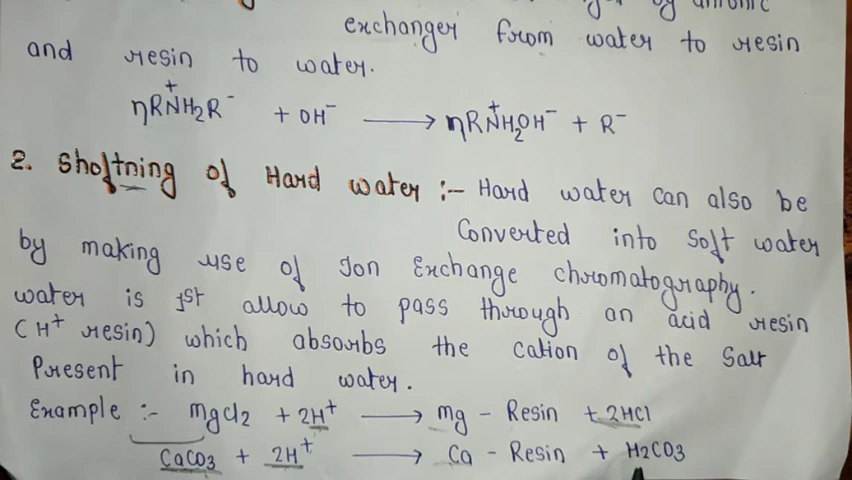 by anionic
exchanger from water to resin
and resin to water.
ηRN⁺H2R⁻ + OH⁻ ⟶ ηRN⁺H2OH⁻ + R⁻
2. Shoftning of Hard water :- Hard water can also be
Converted into Soft water
by making use of Ion Exchange chromatography.
water is 1st allow to pass through an acid resin
(H⁺ resin) which absorbs the cation of the Salt
Present in hard water.
Example :- MgCl2 + 2H⁺ ⟶ Mg - Resin + 2HCl
CaCO3 + 2H⁺ ⟶ Ca - Resin + H2CO3